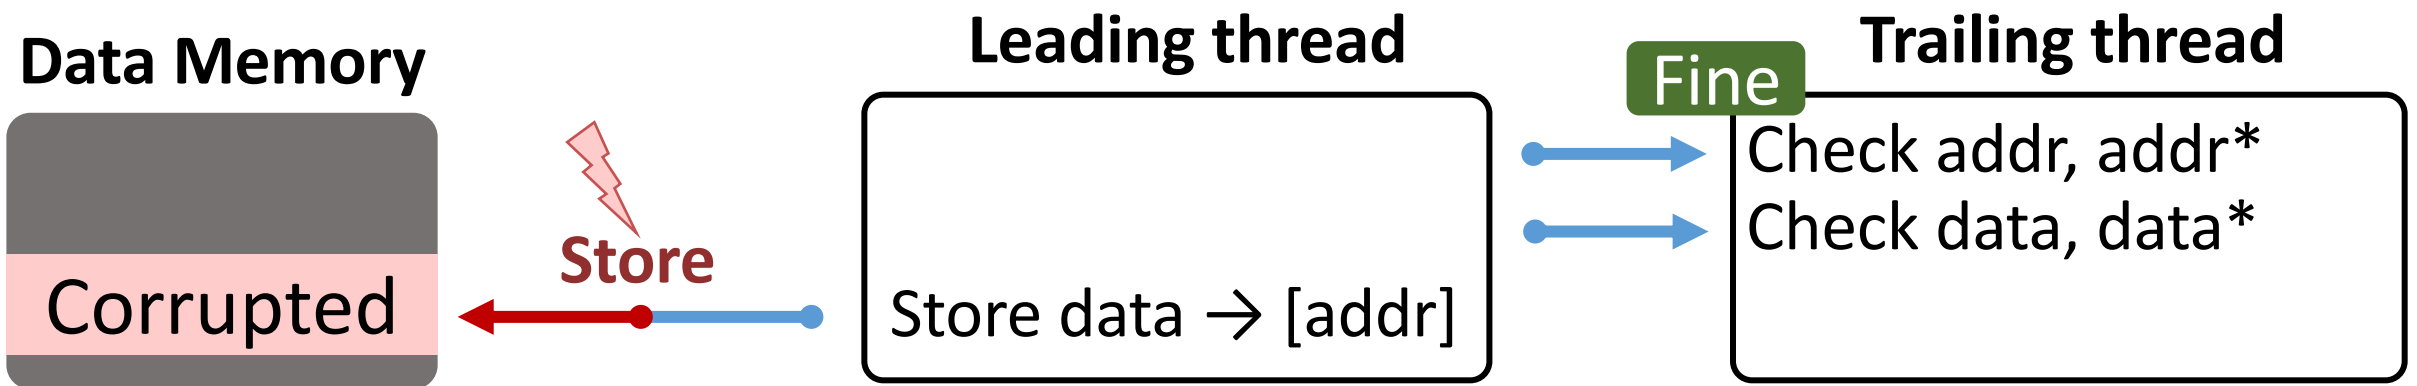 Data Memory
Corrupted
Store
Leading thread
Store data → [addr]
Trailing thread
Fine
Check addr, addr*
Check data, data*